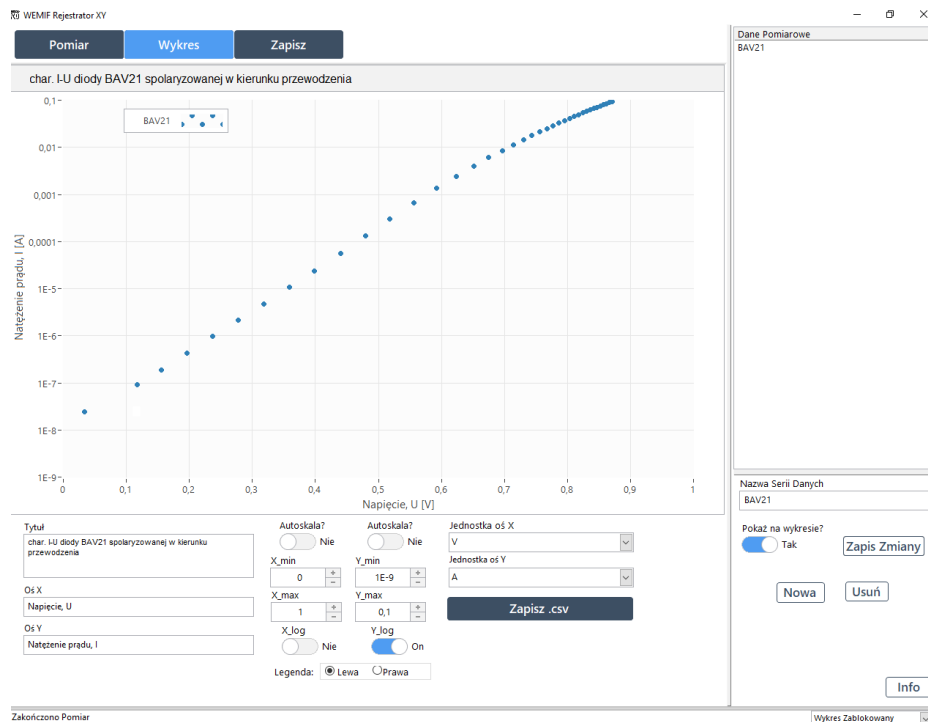 WEMIF Rejestrator XY
Pomiar
Wykres
Zapisz
char. I-U diody BAV21 spolaryzowanej w kierunku przewodzenia
BAV21
0,1
0,01
0,001
0,0001
1E-5
1E-6
1E-7
1E-8
1E-9
Natężenie prądu, I [A]
0
0,1
0,2
0,3
0,4
0,5
0,6
0,7
0,8
0,9
1
Napięcie, U [V]
Tytuł
char. I-U diody BAV21 spolaryzowanej w kierunku
przewodzenia
Oś X
Napięcie, U
Oś Y
Natężenie prądu, I
Autoskala?
Nie
X_min
0
X_max
1
X_log
Nie
Autoskala?
Nie
Y_min
1E-9
Y_max
0,1
Y_log
On
Legenda:
Lewa
Prawa
Jednostka oś X
V
Jednostka oś Y
A
Zapisz .csv
Dane Pomiarowe
BAV21
Nazwa Serii Danych
BAV21
Pokaż na wykresie?
Tak
Zapis Zmiany
Nowa
Usuń
Info
Zakończono Pomiar
Wykres Zablokowany